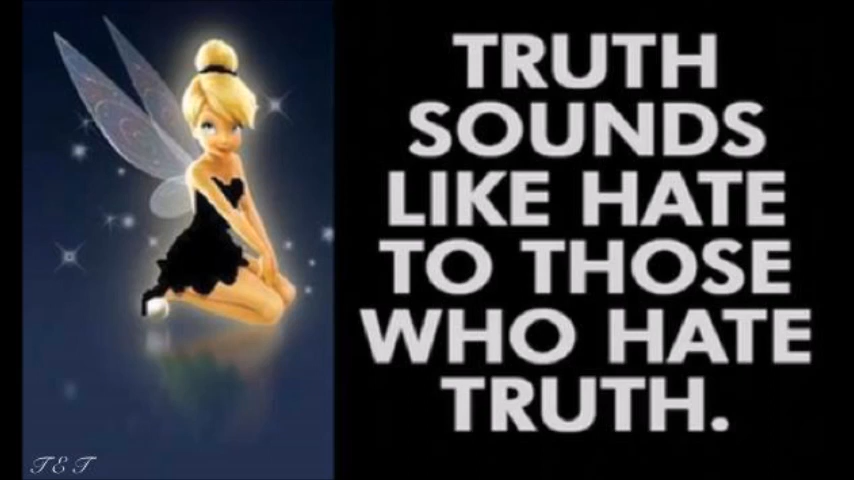 TRUTH
SOUNDS
LIKE HATE
TO THOSE
WHO HATE
TRUTH.
T E T